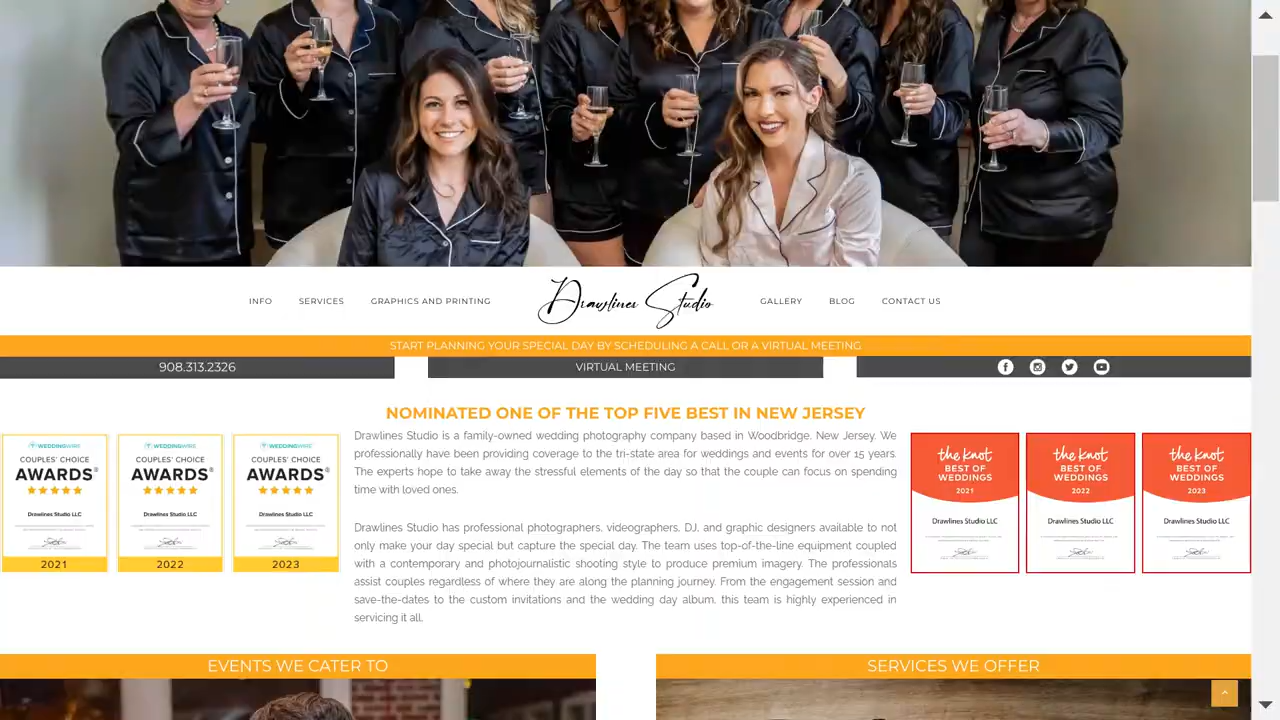 INFO
SERVICES
GRAPHICS AND PRINTING
Drawlines Studio
GALLERY
BLOG
CONTACT US
START PLANNING YOUR SPECIAL DAY BY SCHEDULING A CALL OR A VIRTUAL MEETING
908.313.2326
VIRTUAL MEETING
NOMINATED ONE OF THE TOP FIVE BEST IN NEW JERSEY
WEDDINGWIRE
COUPLES' CHOICE
AWARDS®
Drawlines Studio LLC
2021
WEDDINGWIRE
COUPLES' CHOICE
AWARDS®
Drawlines Studio LLC
2022
WEDDINGWIRE
COUPLES' CHOICE
AWARDS®
Drawlines Studio LLC
2023
Drawlines Studio is a family-owned wedding photography company based in Woodbridge, New Jersey. We
professionally have been providing coverage to the tri-state area for weddings and events for over 15 years.
The experts hope to take away the stressful elements of the day so that the couple can focus on spending
time with loved ones.
Drawlines Studio has professional photographers, videographers, DJ, and graphic designers available to not
only make your day special but capture the special day. The team uses top-of-the-line equipment coupled
with a contemporary and photojournalistic shooting style to produce premium imagery. The professionals
assist couples regardless of where they are along the planning journey. From the engagement session and
save-the-dates to the custom invitations and the wedding day album, this team is highly experienced in
servicing it all.
the knot
BEST OF
WEDDINGS
2021
Drawlines Studio LLC
the knot
BEST OF
WEDDINGS
2022
Drawlines Studio LLC
the knot
BEST OF
WEDDINGS
2023
Drawlines Studio LLC
EVENTS WE CATER TO
SERVICES WE OFFER